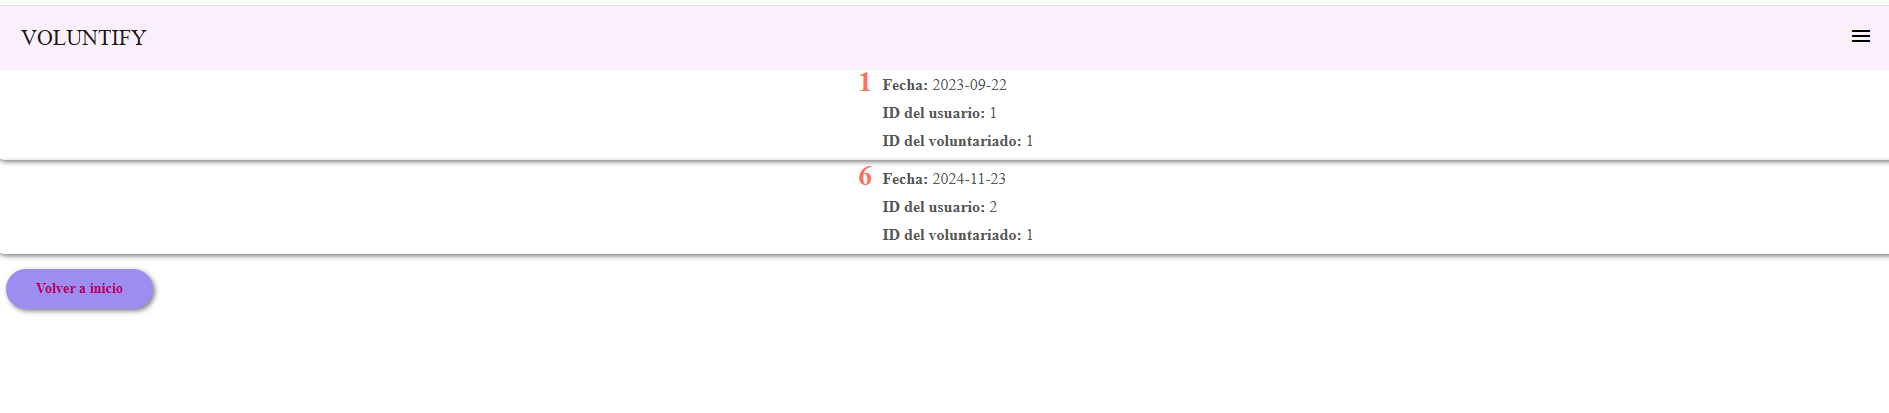 VOLUNTIFY
1 Fecha: 2023-09-22
ID del usuario: 1
ID del voluntariado: 1
6 Fecha: 2024-11-23
ID del usuario: 2
ID del voluntariado: 1
Volver a inicio